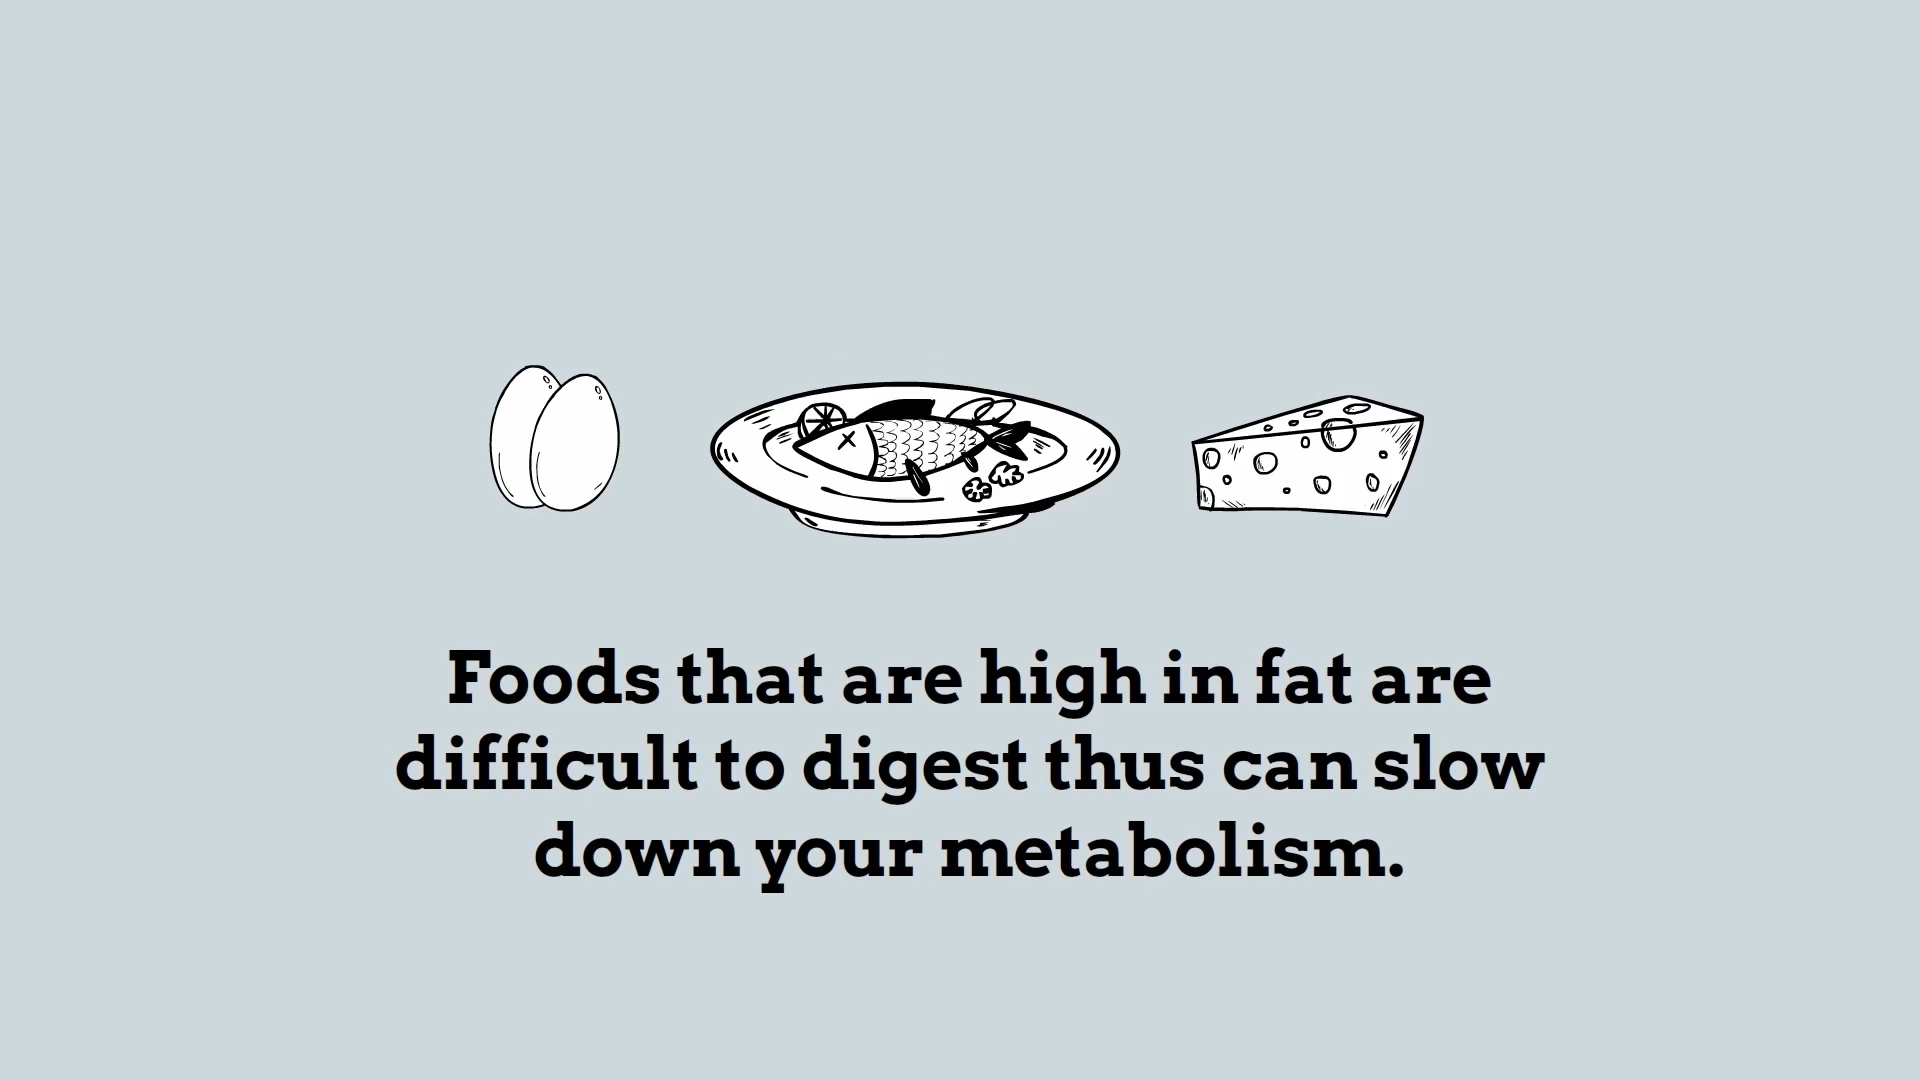 Foods that are high in fat are
difficult to digest thus can slow
down your metabolism.